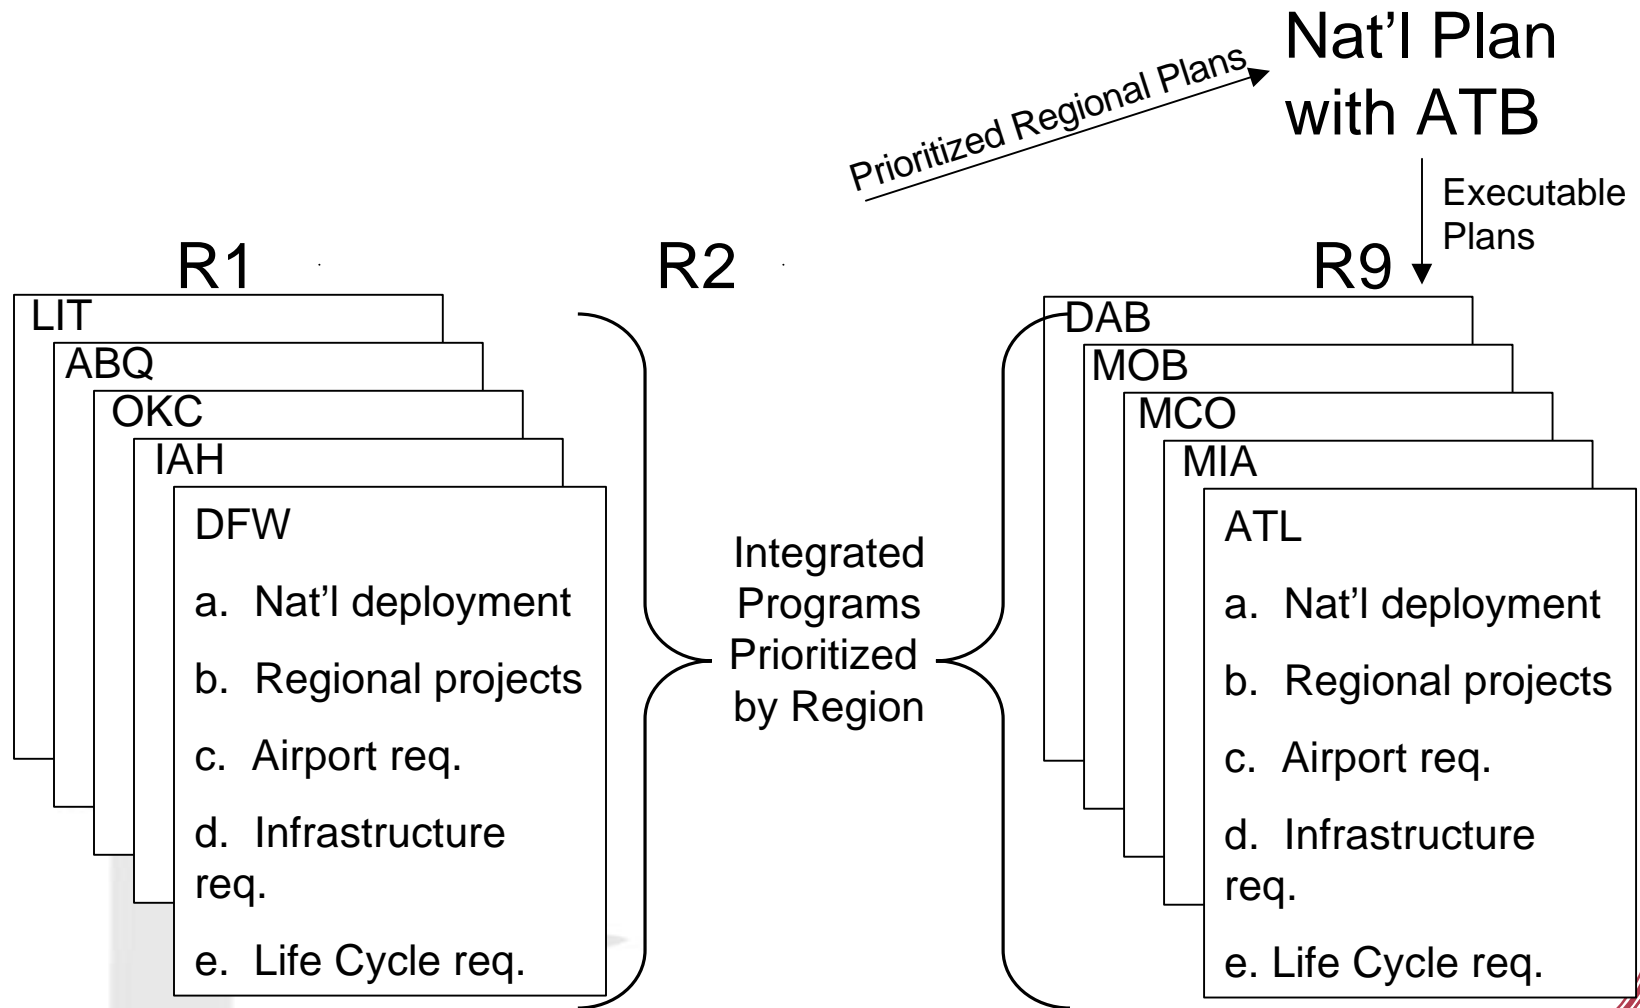 Nat'l Plan
with ATB
Prioritized Regional Plans
Executable
Plans
R1
R2
R9
LIT
ABQ
OKC
IAH
DFW
a. Nat'l deployment
b. Regional projects
c. Airport req.
d. Infrastructure
req.
e. Life Cycle req.
Integrated
Programs
Prioritized
by Region
DAB
MOB
MCO
MIA
ATL
a. Nat'l deployment
b. Regional projects
c. Airport req.
d. Infrastructure
req.
e. Life Cycle req.